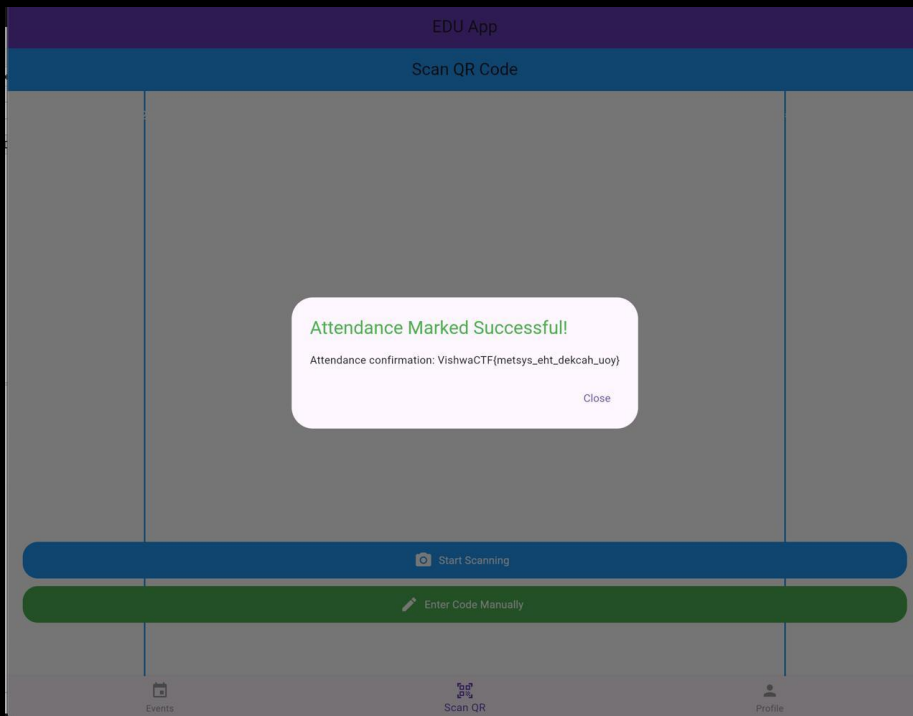 EDU App
Scan QR Code
Attendance Marked Successful!
Attendance confirmation: VishwaCTF{metsys_eht_dekcah_uoy}
Close
Start Scanning
Enter Code Manually
Events
Scan QR
Profile